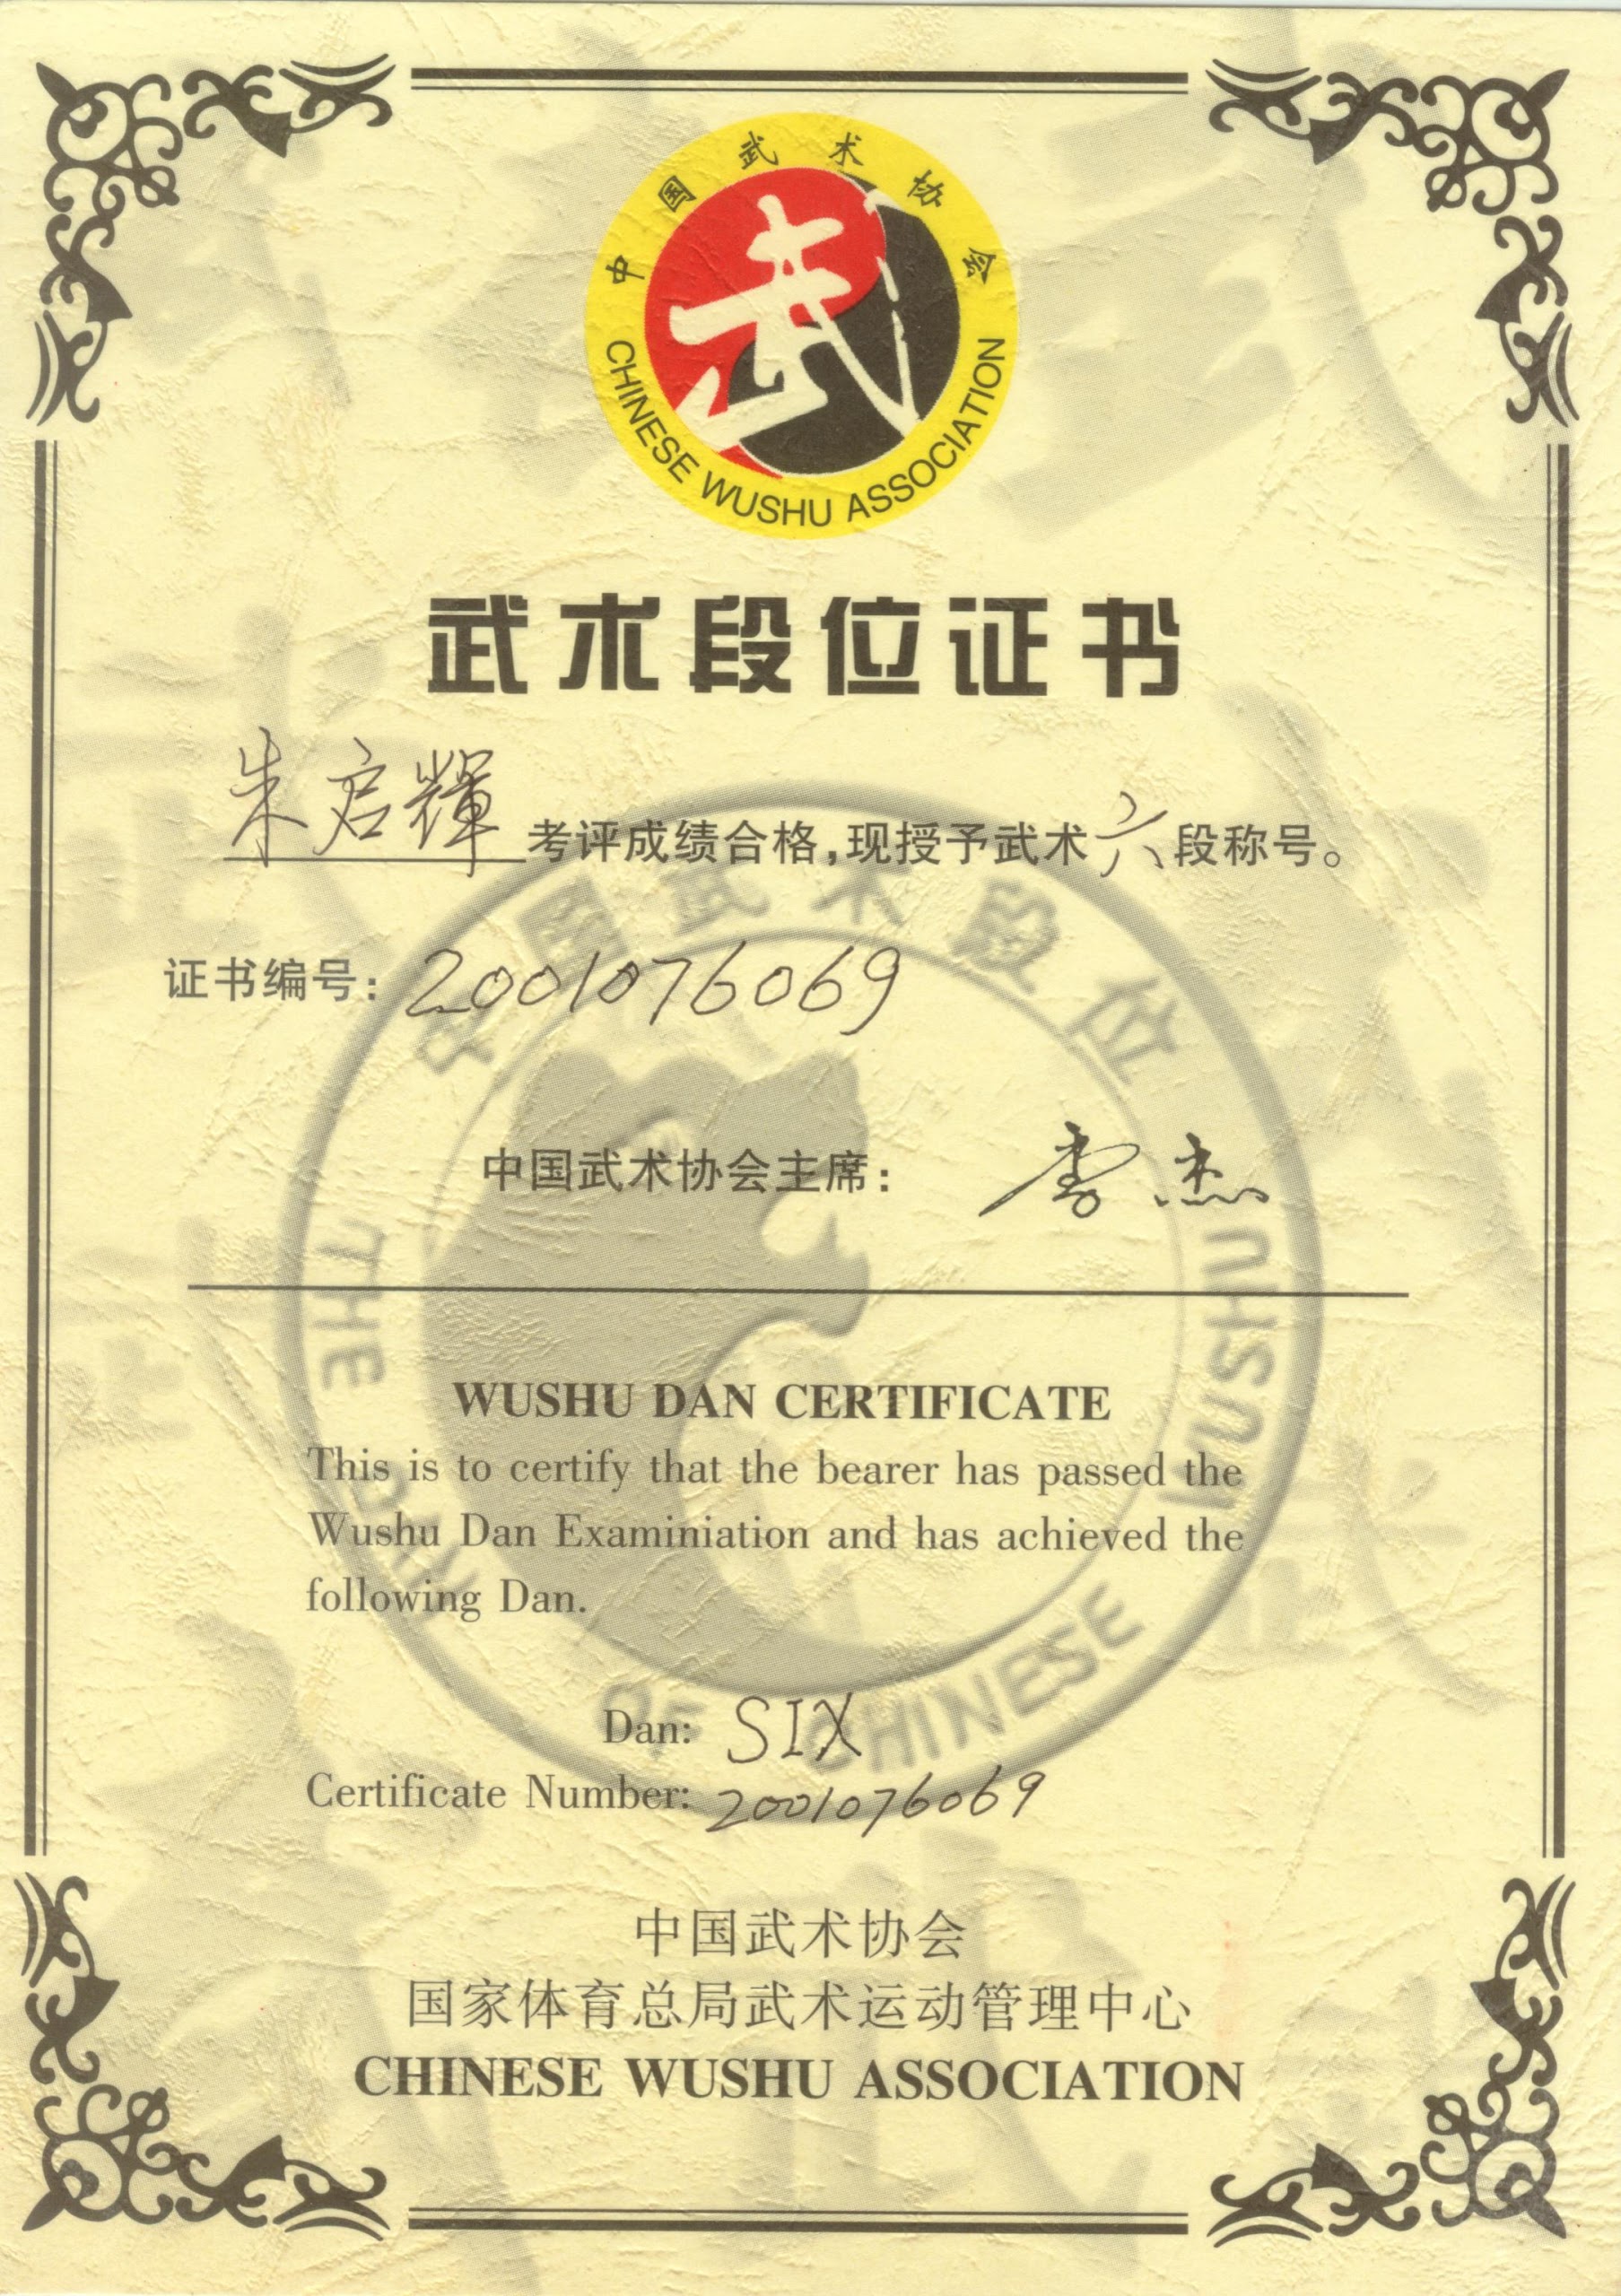 中国武术协会
CHINESE WUSHU ASSOCIATION
武
武术段位证书
朱启輝考评成绩合格,现授予武术六段称号。
证书编号:2001076069
中国武术协会主席: 李杰
WUSHU DAN CERTIFICATE
This is to certify that the bearer has passed the
Wushu Dan Examiniation and has achieved the
following Dan.
Dan: SIX
Certificate Number: 2001076069
中国武术协会
国家体育总局武术运动管理中心
CHINESE WUSHU ASSOCIATION
中国武术段位
THE DUAN OF CHINESE WUSHU